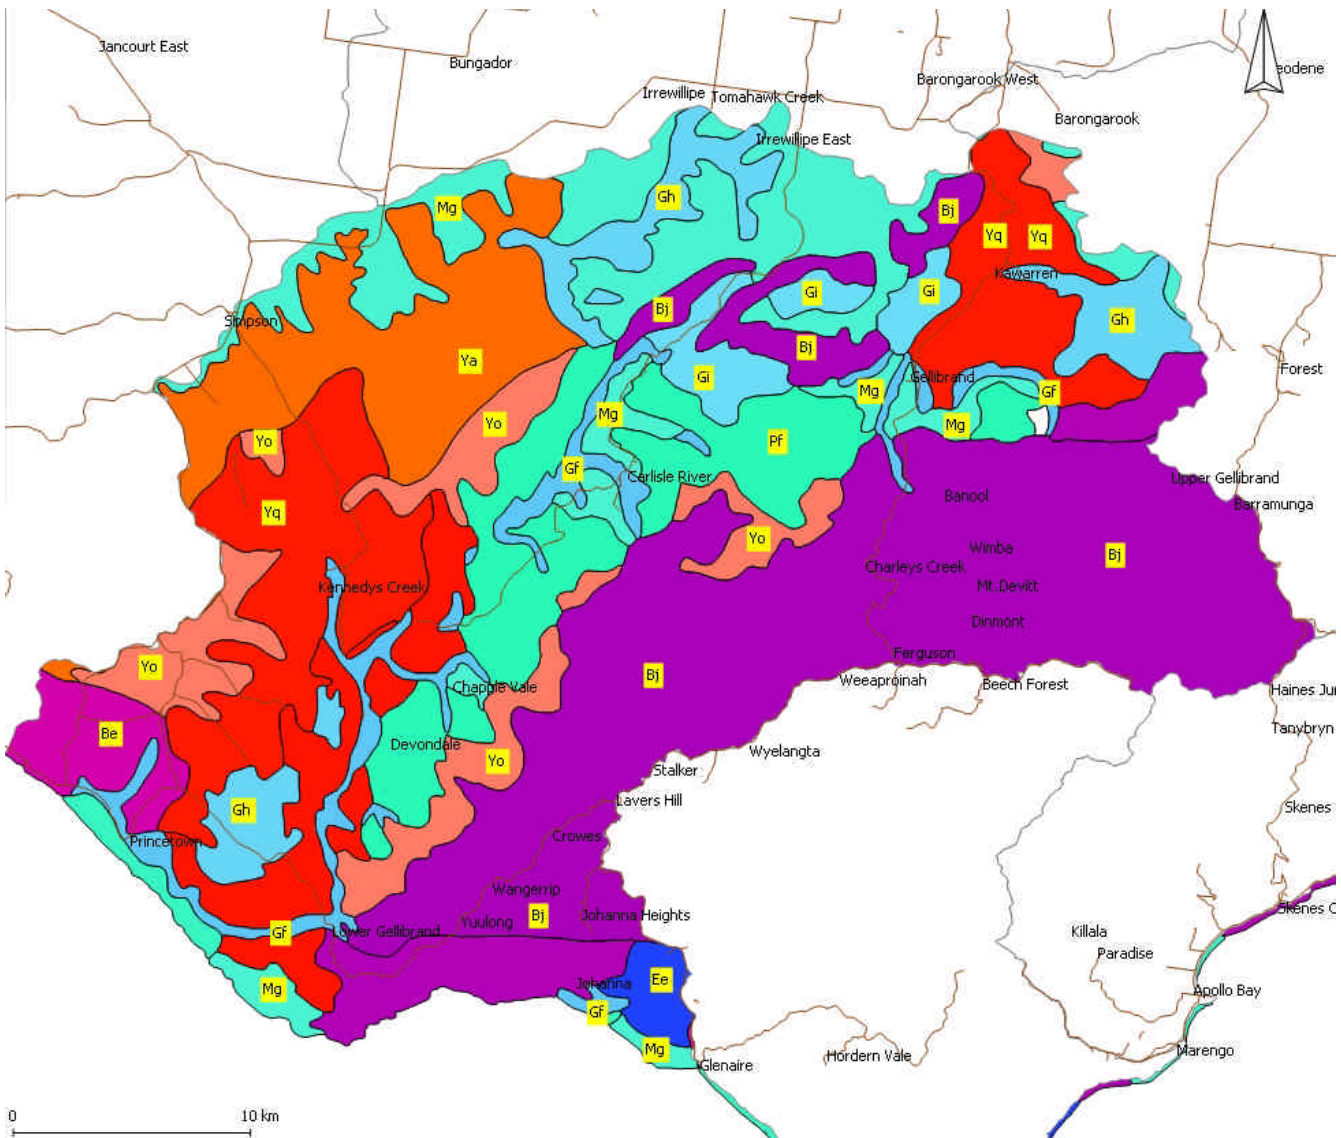 Jancourt East
Bungador
Barongarook West
eodene
Irrewillipe
Tomahawk Creek
Barongarook
Irrewillipe East
Gh
Mg
Bj
Yq
Yq
Kawarren
Gi
Gi
Bj
Gh
Simpson
Bj
Ya
Gi
Gellibrand
Forest
Mg
Gf
Mg
Yo
Mg
Yo
Pf
Gf
Carlisle River
Upper Gellibrand
Banool
Barramunga
Yq
Yo
Wimba
Bj
Charleys Creek
Kennedys Creek
Mt.Devitt
Dinmont
Ferguson
Yo
Bj
Weeaproinah
Beech Forest
Chapple Vale
Haines Jun
Be
Tanybryn
Devondale
Wyelangta
Yo
Stalker
Lavers Hill
Skenes
Gh
Crowes
Princetown
Wangerrip
Skenes C
Bj
Johanna Heights
Yuulong
Gf
Lower Gellibrand
Killala
Paradise
Ee
Johanna
Mg
Apollo Bay
Gf
Mg
Marengo
Hordern Vale
Glenaire
0 10 km